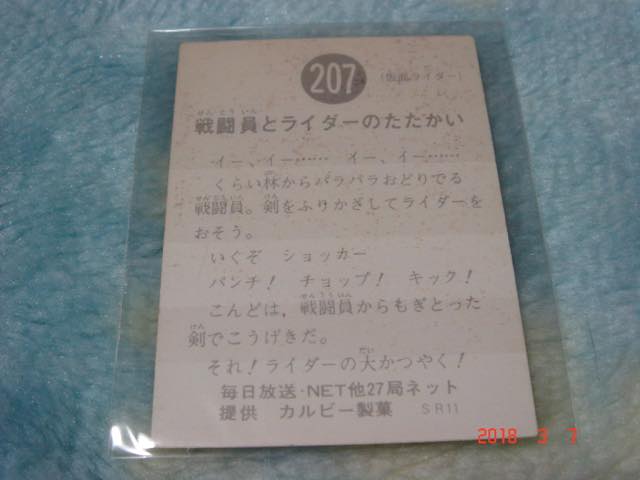 207
(仮面ライダー)
せんとういん
戦闘員とライダーのたたかい
イー、イー…… イー、イー……
くらい林からバラバラおどりでる
戦闘員。剣をふりかざしてライダーを
おそう。
いくぞ ショッカー
パンチ! チョップ! キック!
こんどは、戦闘員からもぎとった
剣でこうげきだ。
それ!ライダーの大かつやく!
毎日放送・NET他27局ネット
提供 カルビー製菓 SR11
2018 3 7